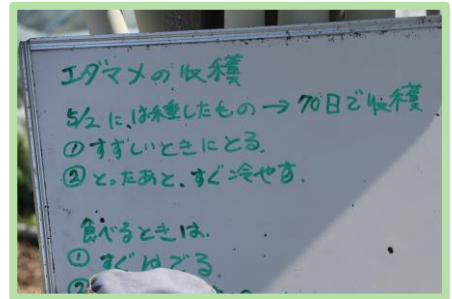 エダマメの収穫
5/2に、は種したもの→70日で収穫
①すずしいときにとる。
②とったあと、すぐ冷やす。
食べるときは、
①すぐゆでる。
②